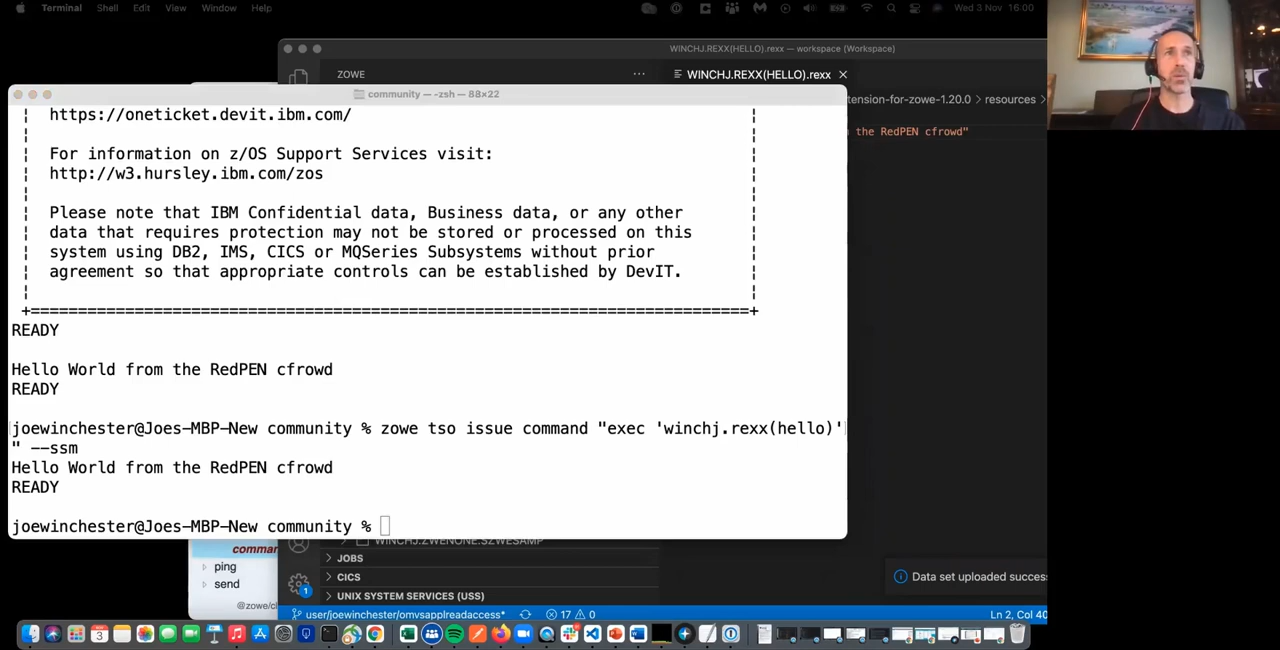 Terminal Shell Edit View Window Help
Wed 3 Nov 16:00
WINCHJ.REXX(HELLO).rexx — workspace (Workspace)
ZOWE
WINCHJ.REXX(HELLO).rexx
community — -zsh — 88×22
tension-for-zowe-1.20.0 > resources >
the RedPEN cfrowd"
https://oneticket.devit.ibm.com/
For information on z/OS Support Services visit:
http://w3.hursley.ibm.com/zos
Please note that IBM Confidential data, Business data, or any other
data that requires protection may not be stored or processed on this
system using DB2, IMS, CICS or MQSeries Subsystems without prior
agreement so that appropriate controls can be established by DevIT.
+=========================================================================+
READY
Hello World from the RedPEN cfrowd
READY
joewinchester@Joes-MBP-New community % zowe tso issue command "exec 'winchj.rexx(hello)'
" --ssm
Hello World from the RedPEN cfrowd
READY
joewinchester@Joes-MBP-New community %
WINCHJ.ZWENONE.SZWESAMP
comman
JOBS
ping
CICS
Data set uploaded succes
send
UNIX SYSTEM SERVICES (USS)
@zowe/cl
user/joewinchester/omvsapplreadaccess* 17 0
Ln 2, Col 40